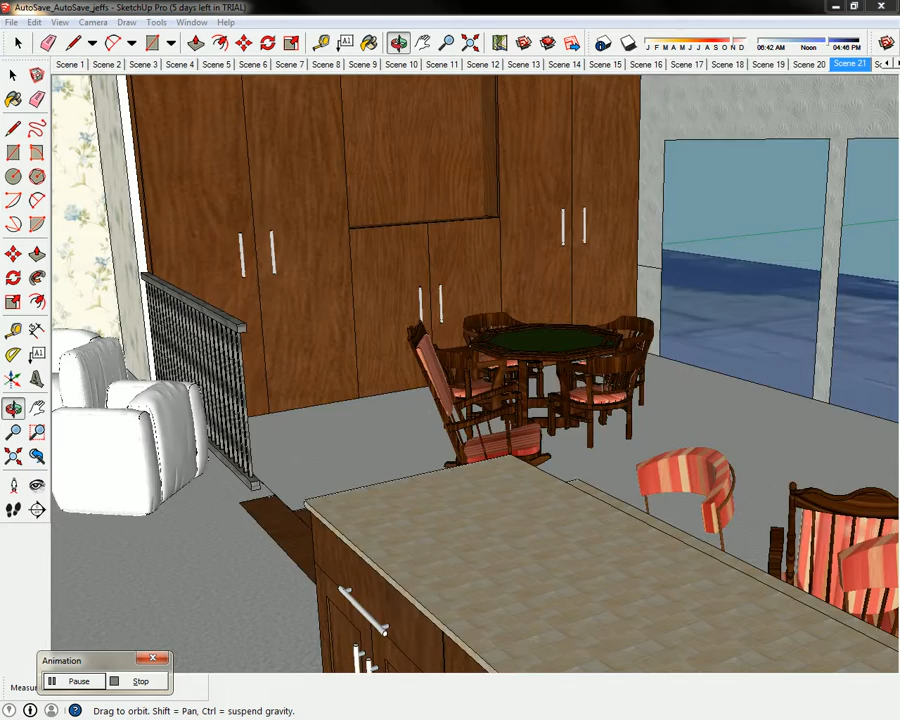 AutoSave_AutoSave_jeffs - SketchUp Pro (5 days left in TRIAL)
File Edit View Camera Draw Tools Window Help
J F M A M J J A S O N D 06:42 AM Noon 04:46 PM
Scene 1 Scene 2 Scene 3 Scene 4 Scene 5 Scene 6 Scene 7 Scene 8 Scene 9 Scene 10 Scene 11 Scene 12 Scene 13 Scene 14 Scene 15 Scene 16 Scene 17 Scene 18 Scene 19 Scene 20 Scene 21 Sc
Animation
Pause Stop
Measu
Drag to orbit. Shift = Pan, Ctrl = suspend gravity.